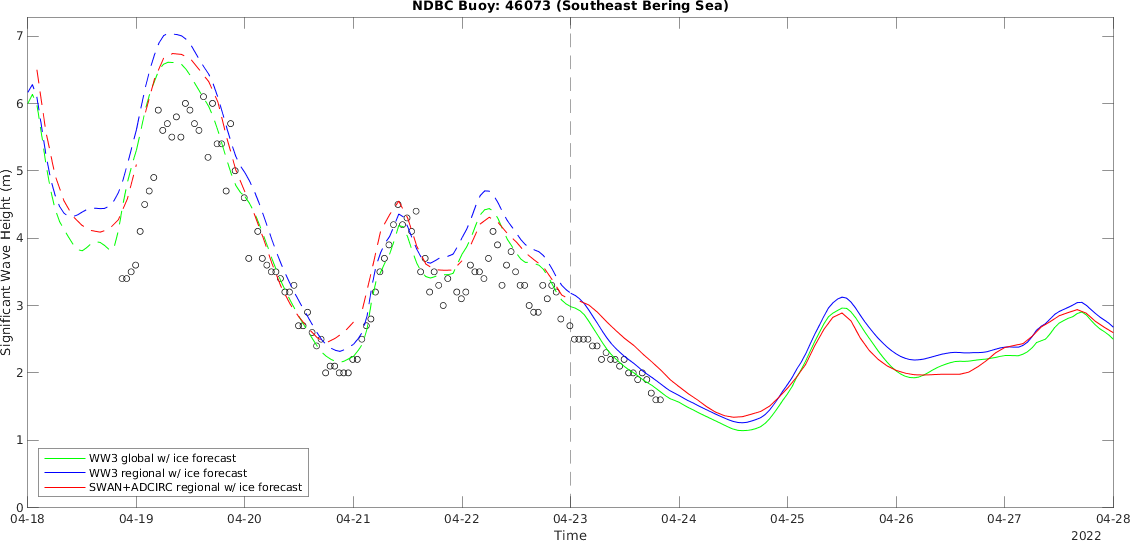 NDBC Buoy: 46073 (Southeast Bering Sea)
Significant Wave Height (m)
7
6
5
4
3
2
1
0
WW3 global w/ ice forecast
WW3 regional w/ ice forecast
SWAN+ADCIRC regional w/ ice forecast
04-18 04-19 04-20 04-21 04-22 04-23 04-24 04-25 04-26 04-27 04-28
Time
2022